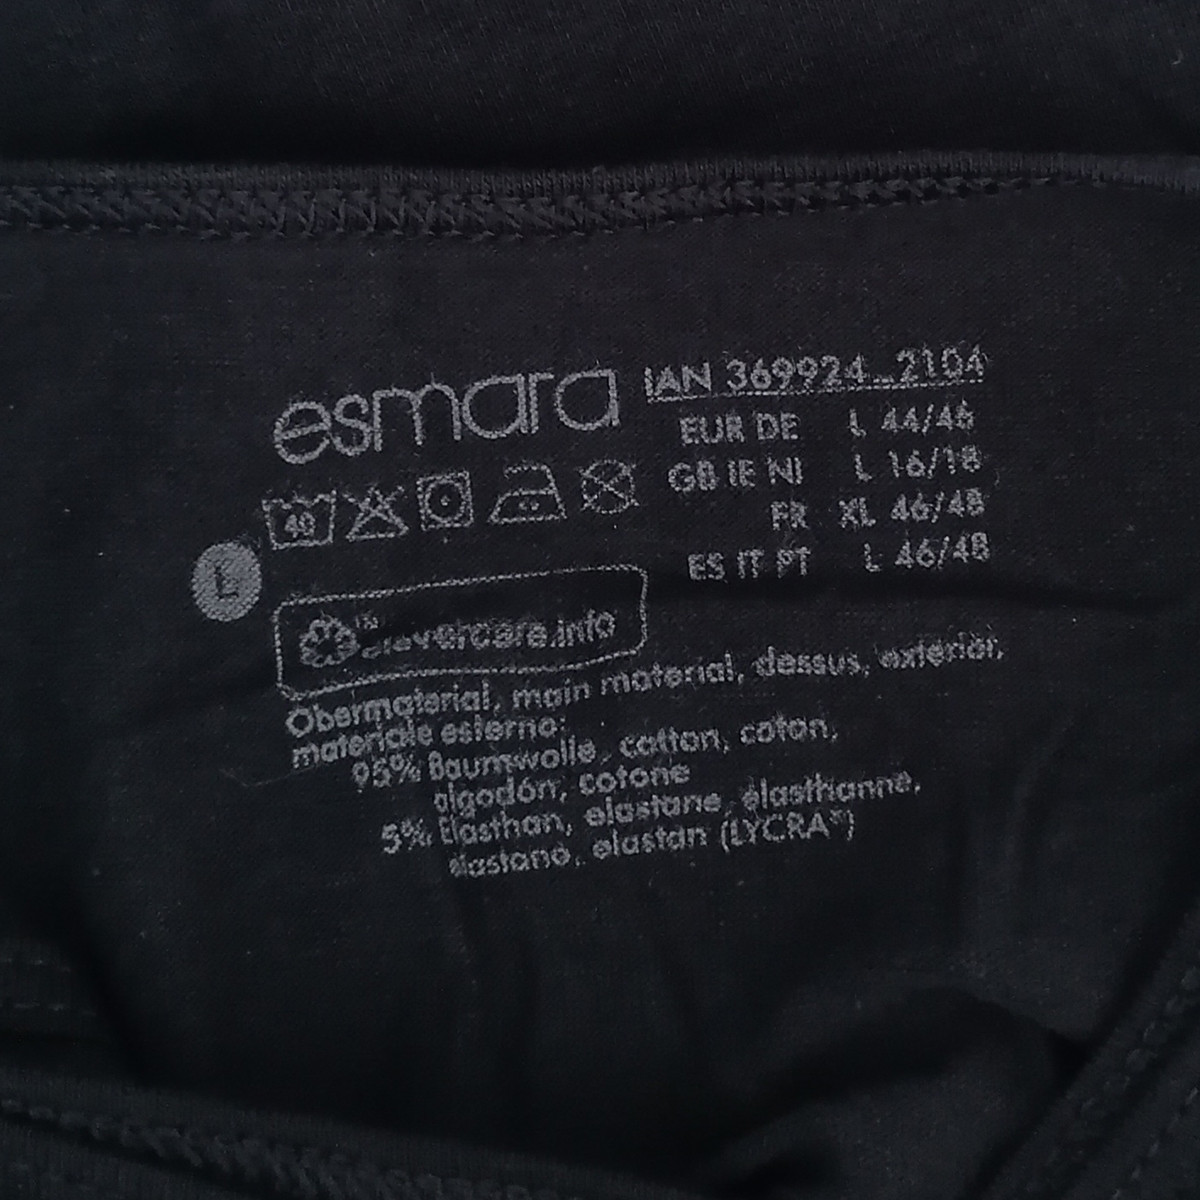 esmara
IAN 369924_2104
EUR DE L 44/46
GB IE NI L 16/18
FR XL 46/48
ES IT PT L 46/48
40
L
™ clevercare.info
Obermaterial, main material, dessus, exterior,
materiale esterno:
95% Baumwolle, cotton, coton,
algodón, cotone
5% Elasthan, elastane, élasthanne,
elastano, elastan (LYCRA®)